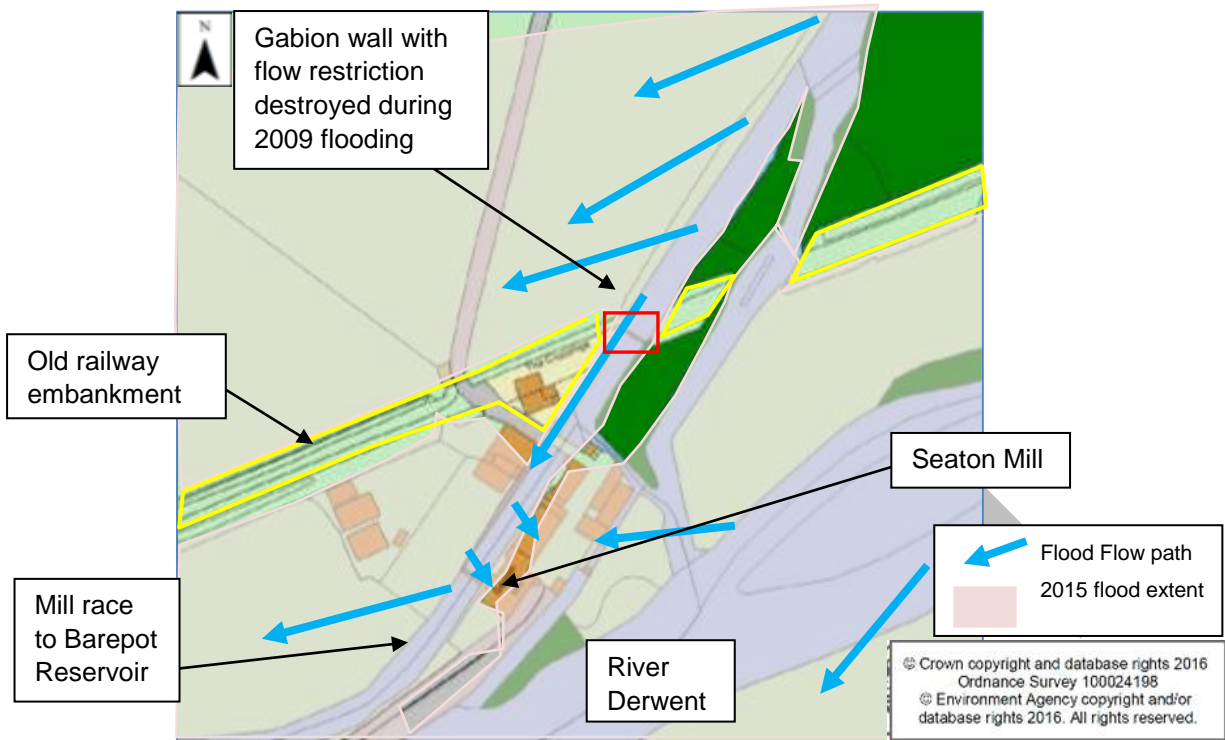 N
Gabion wall with
flow restriction
destroyed during
2009 flooding
The Coppings
Old railway
embankment
Seaton Mill
Flood Flow path
2015 flood extent
Mill race
to Barepot
Reservoir
River
Derwent
© Crown copyright and database rights 2016
Ordnance Survey 100024198
© Environment Agency copyright and/or
database rights 2016. All rights reserved.